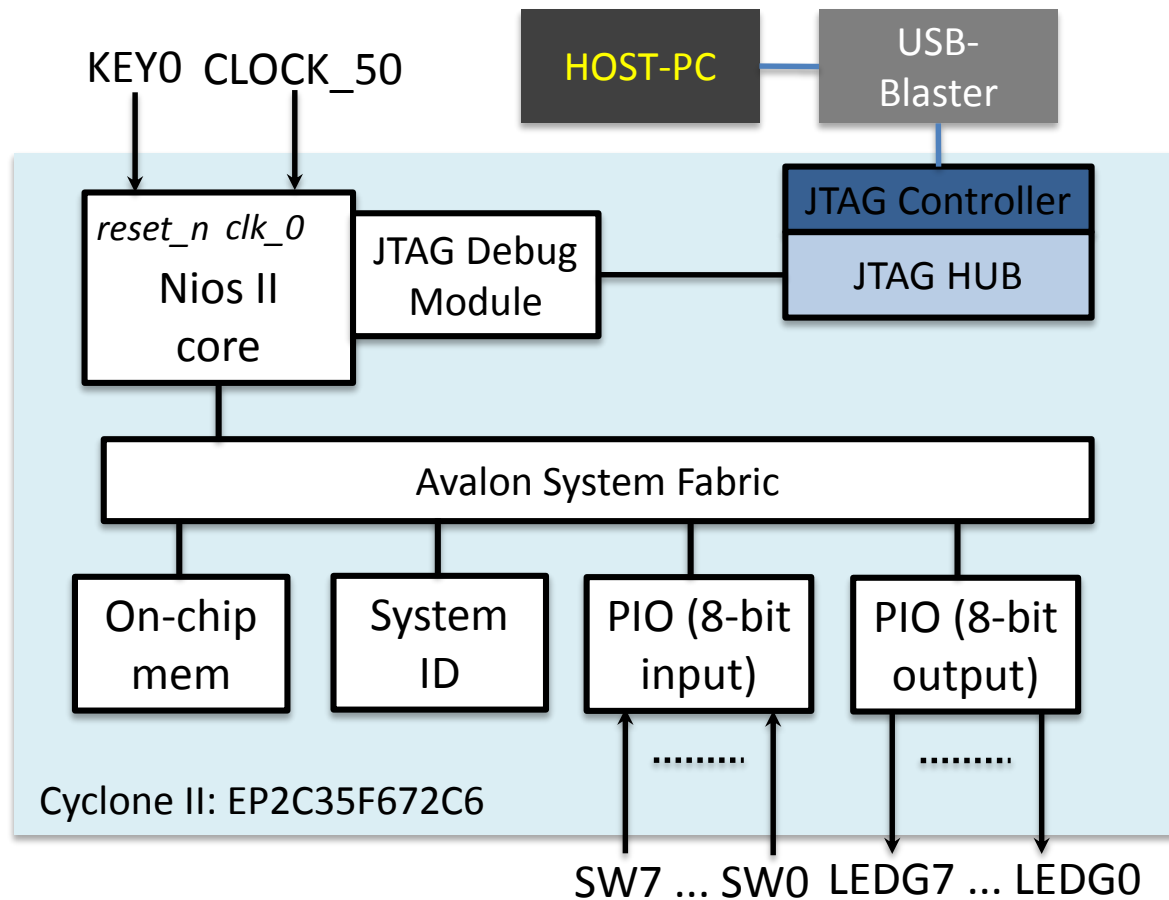 KEY0 CLOCK_50
HOST-PC
USB-
Blaster
JTAG Controller
JTAG HUB
reset_n clk_0
Nios II
core
JTAG Debug
Module
Avalon System Fabric
On-chip
mem
System
ID
PIO (8-bit
input)
PIO (8-bit
output)
Cyclone II: EP2C35F672C6
SW7 ... SW0
LEDG7 ... LEDG0